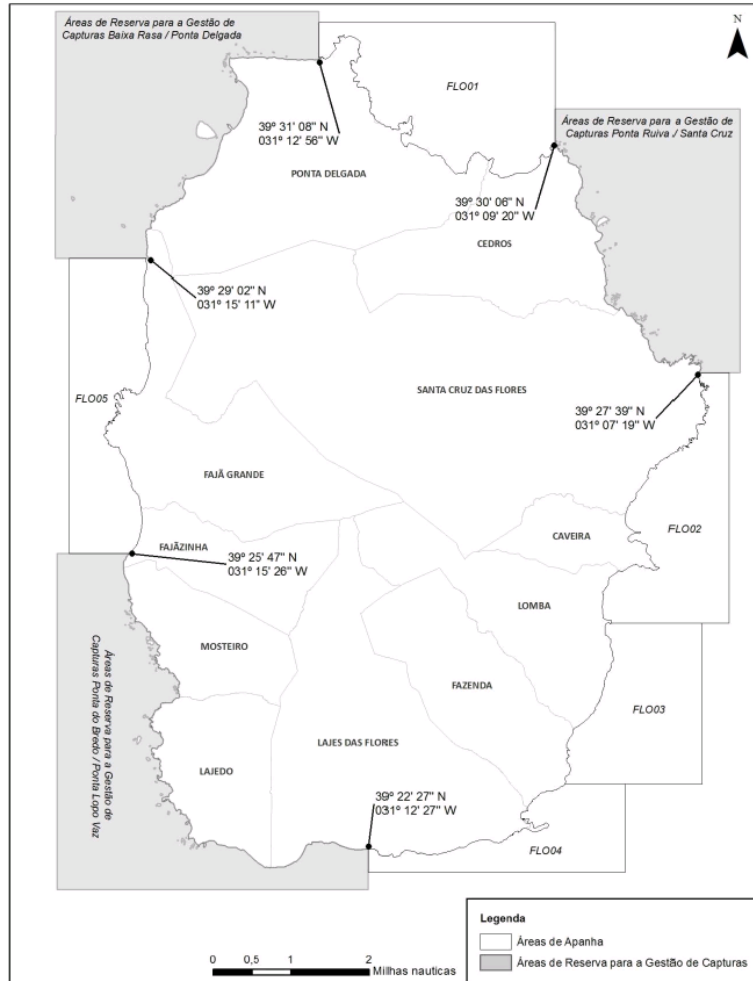 Áreas de Reserva para a Gestão de
Capturas Baixa Rasa / Ponta Delgada
N
FLO01
Áreas de Reserva para a Gestão de
Capturas Ponta Ruiva / Santa Cruz
39º 31' 08" N
031º 12' 56" W
PONTA DELGADA
39º 30' 06" N
031º 09' 20" W
CEDROS
39º 29' 02" N
031º 15' 11" W
FLO05
SANTA CRUZ DAS FLORES
39º 27' 39" N
031º 07' 19" W
FAJÃ GRANDE
FLO02
CAVEIRA
FAJÃZINHA
39º 25' 47" N
031º 15' 26" W
LOMBA
MOSTEIRO
Áreas de Reserva para a Gestão de
Capturas Ponta do Bredo / Ponta Lopo Vaz
FAZENDA
FLO03
LAJES DAS FLORES
LAJEDO
39º 22' 27" N
031º 12' 27" W
FLO04
Legenda
Áreas de Apanha
Áreas de Reserva para a Gestão de Capturas
0 0,5 1 2
Milhas nauticas